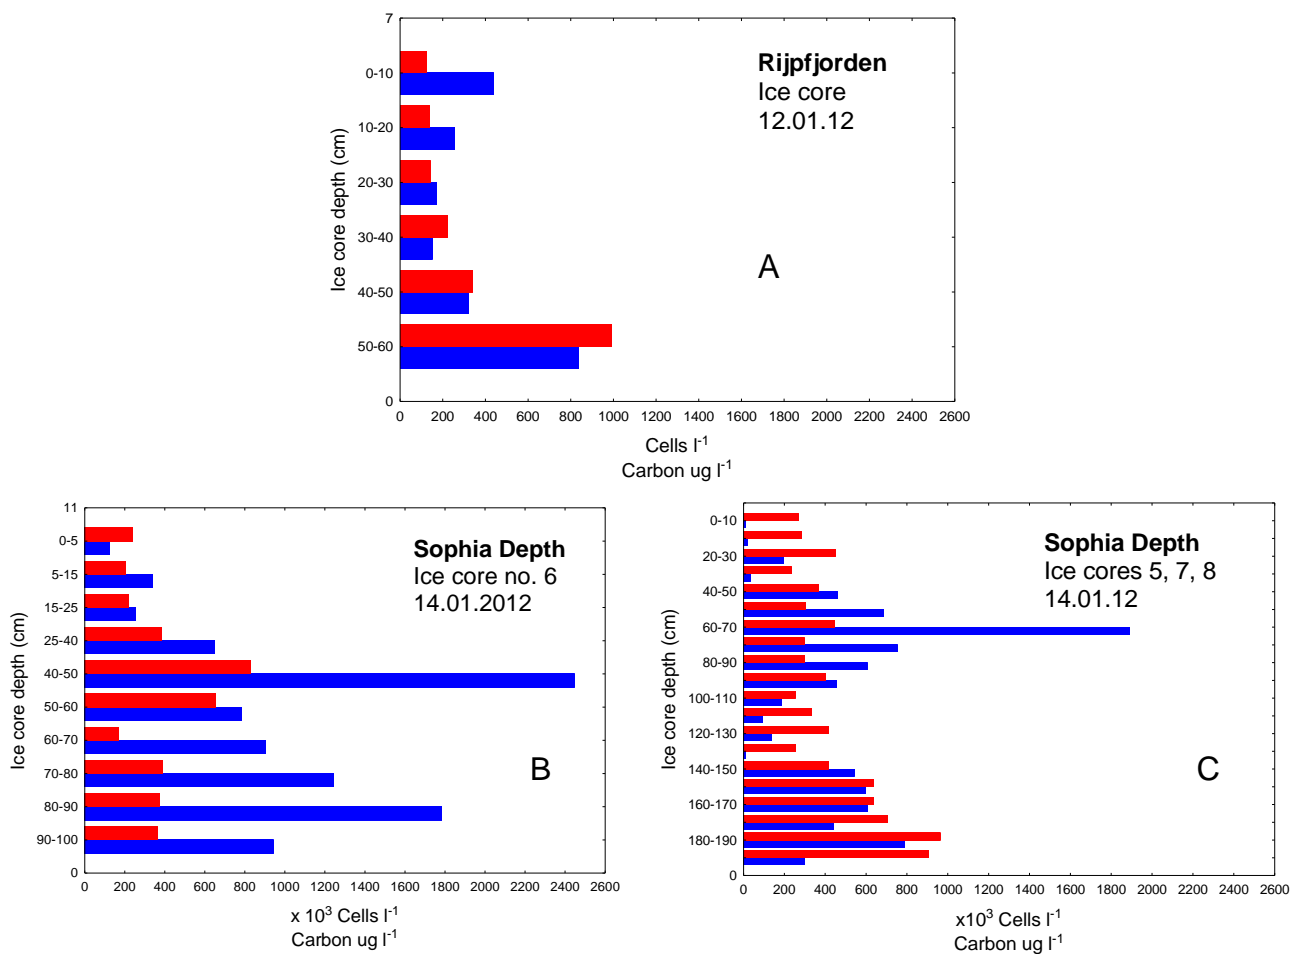 7
0-10
10-20
20-30
30-40
40-50
50-60
0
Ice core depth (cm)
Rijpfjorden
Ice core
12.01.12
A
0 200 400 600 800 1000 1200 1400 1600 1800 2000 2200 2400 2600
Cells l⁻¹
Carbon ug l⁻¹
11
0-5
5-15
15-25
25-40
40-50
50-60
60-70
70-80
80-90
90-100
0
Ice core depth (cm)
Sophia Depth
Ice core no. 6
14.01.2012
B
0 200 400 600 800 1000 1200 1400 1600 1800 2000 2200 2400 2600
x 10³ Cells l⁻¹
Carbon ug l⁻¹
0-10
20-30
40-50
60-70
80-90
100-110
120-130
140-150
160-170
180-190
0
Ice core depth (cm)
Sophia Depth
Ice cores 5, 7, 8
14.01.12
C
0 200 400 600 800 1000 1200 1400 1600 1800 2000 2200 2400 2600
x10³ Cells l⁻¹
Carbon ug l⁻¹